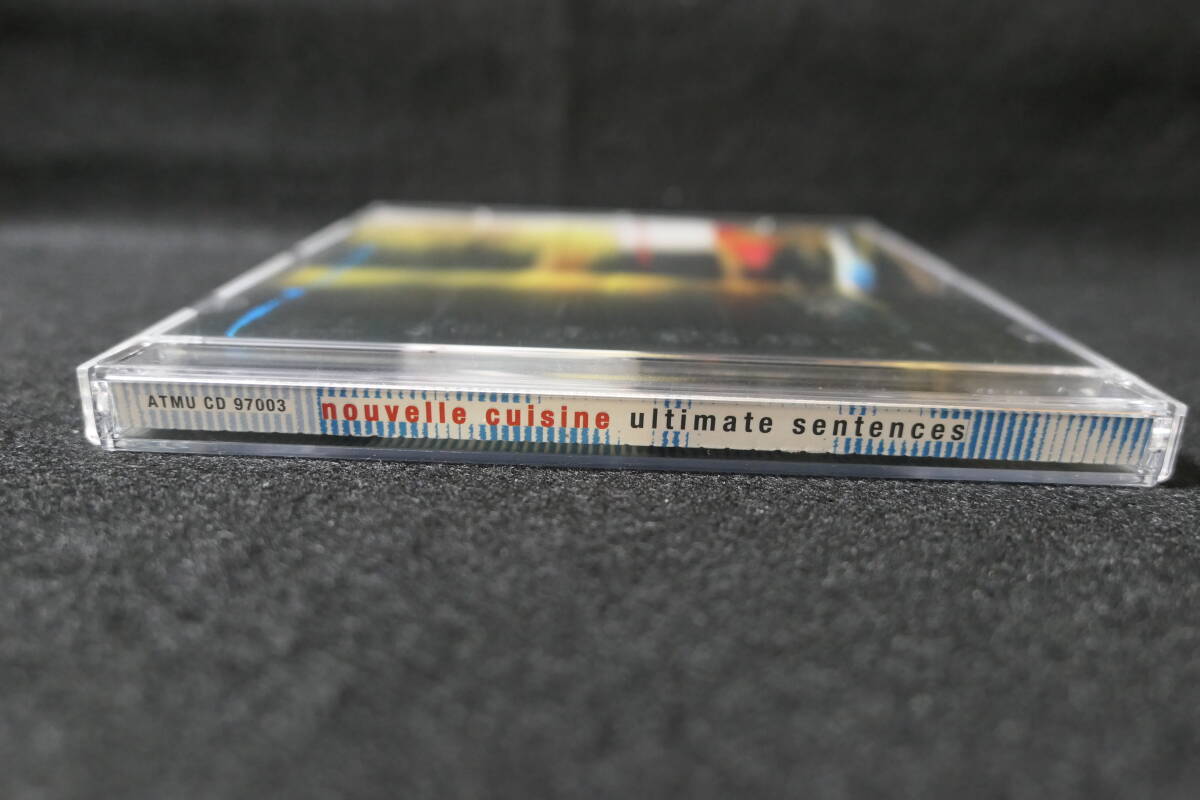 ATMU CD 97003 nouvelle cuisine ultimate sentences